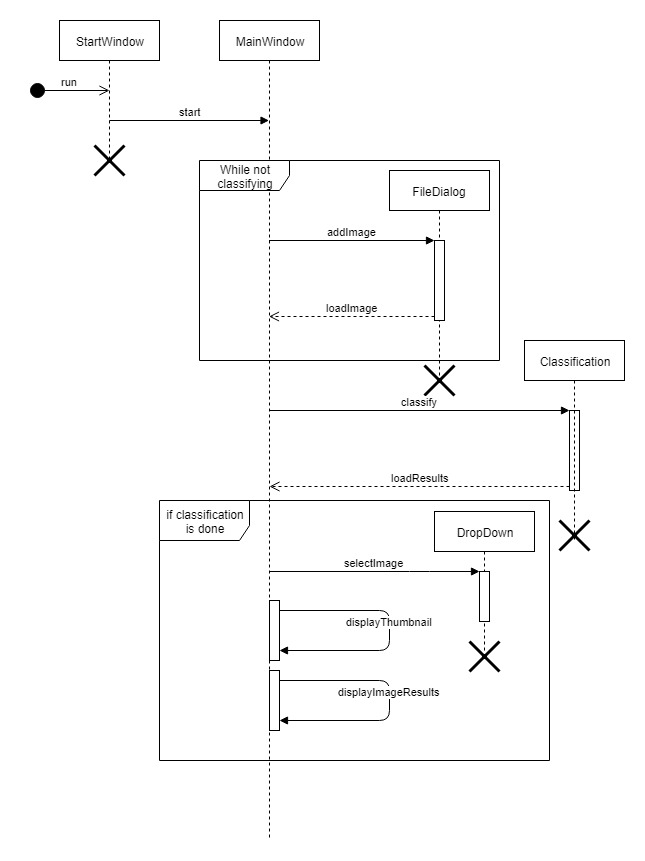 StartWindow
MainWindow
run
start
While not
classifying
FileDialog
addImage
loadImage
Classification
classify
loadResults
if classification
is done
DropDown
selectImage
displayThumbnail
displayImageResults